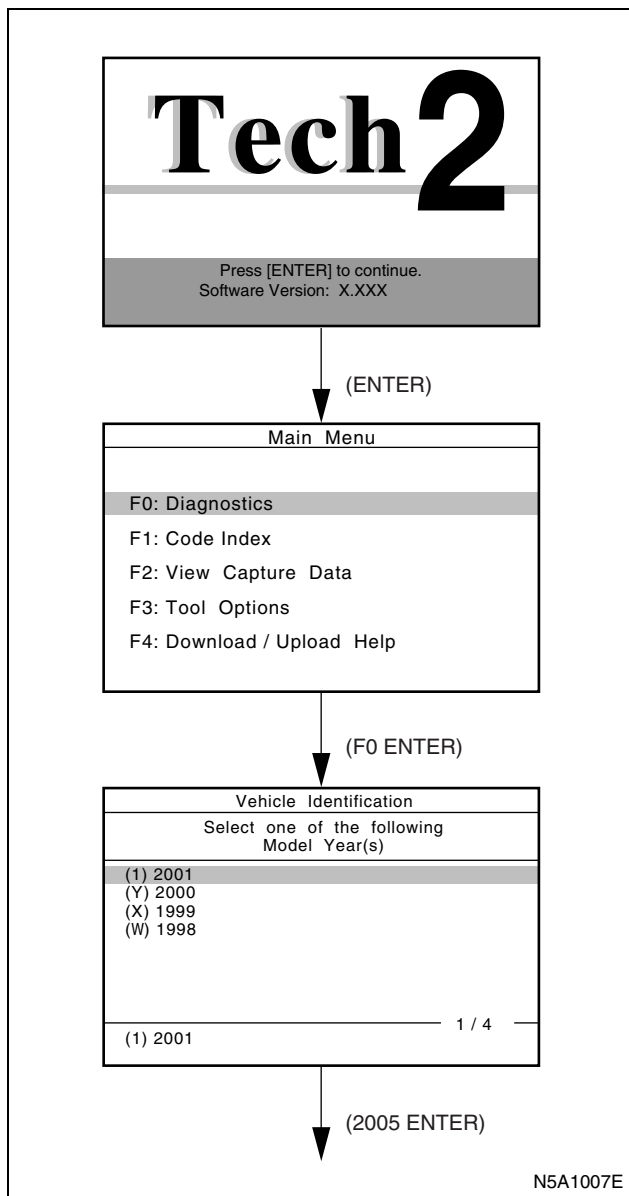 Tech 2
Press [ENTER] to continue.
Software Version: X.XXX
(ENTER)
Main Menu
F0: Diagnostics
F1: Code Index
F2: View Capture Data
F3: Tool Options
F4: Download / Upload Help
(F0 ENTER)
Vehicle Identification
Select one of the following
Model Year(s)
(1) 2001
(Y) 2000
(X) 1999
(W) 1998
1 / 4
(1) 2001
(2005 ENTER)
N5A1007E